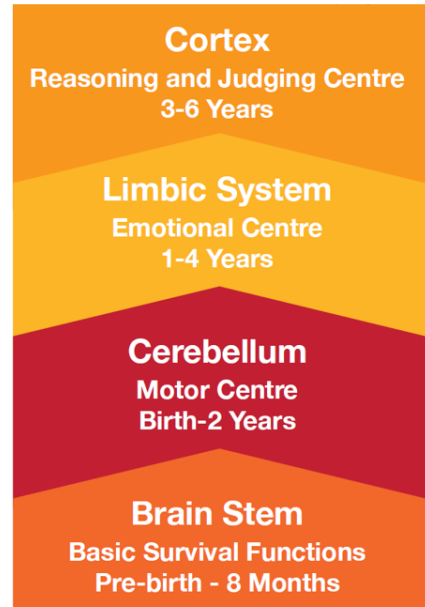 Cortex
Reasoning and Judging Centre
3-6 Years
Limbic System
Emotional Centre
1-4 Years
Cerebellum
Motor Centre
Birth-2 Years
Brain Stem
Basic Survival Functions
Pre-birth - 8 Months